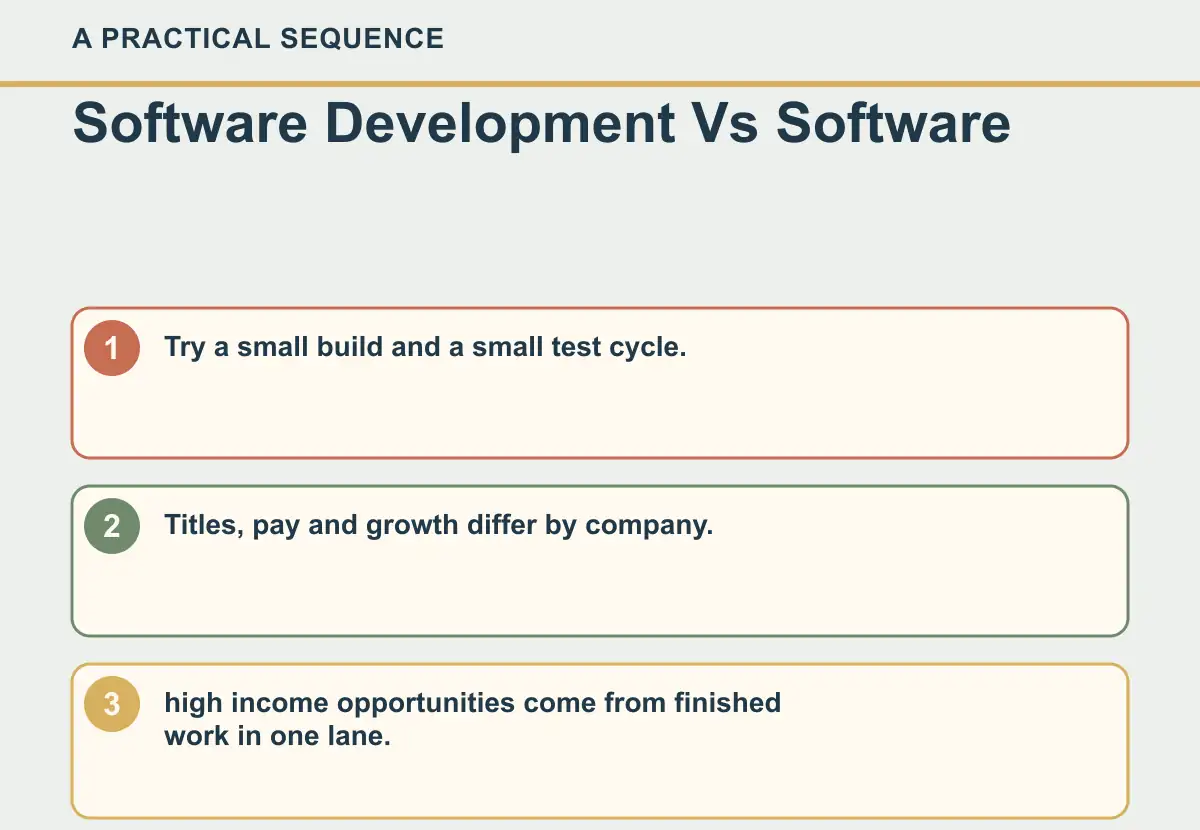 A PRACTICAL SEQUENCE
Software Development Vs Software
1
Try a small build and a small test cycle.
2
Titles, pay and growth differ by company.
3
high income opportunities come from finished
work in one lane.